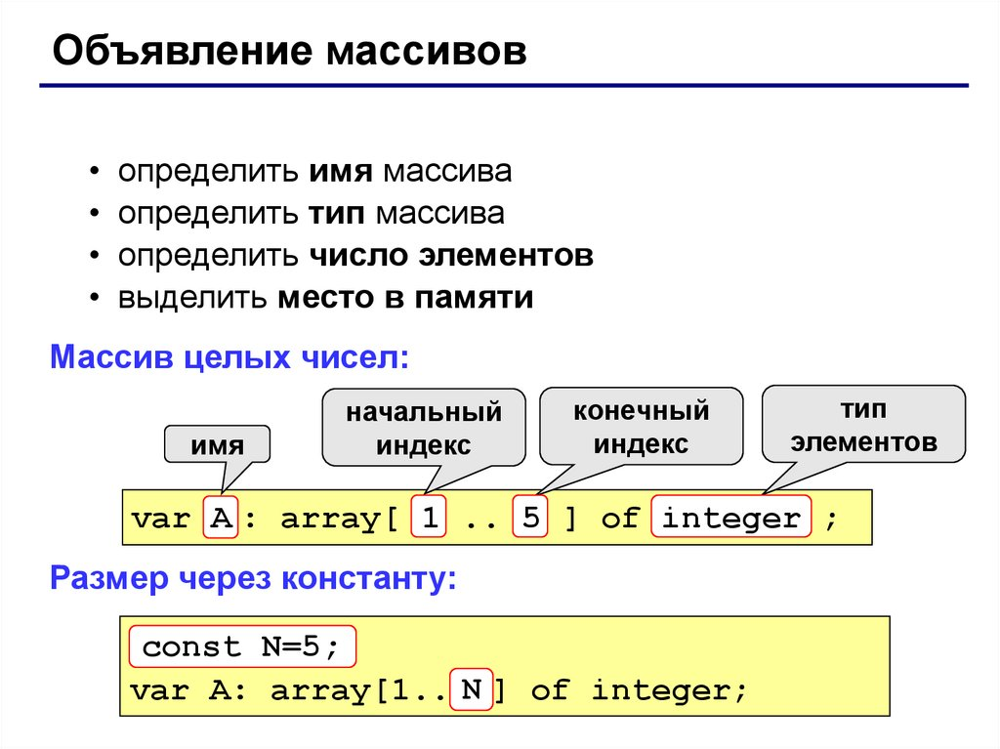 Объявление массивов
• определить имя массива
• определить тип массива
• определить число элементов
• выделить место в памяти
Массив целых чисел:
имя
начальный
индекс
конечный
индекс
тип
элементов
var A : array[ 1 .. 5 ] of integer ;
Размер через константу:
const N=5;
var A: array[1.. N ] of integer;